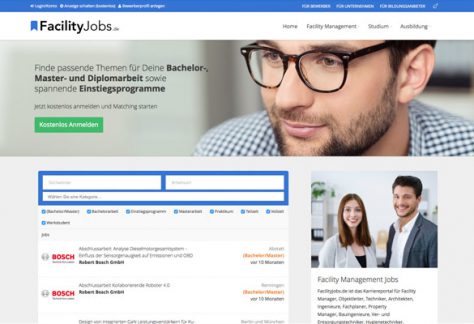 Login/Konto Anzeige schalten (kostenlos) Bewerberprofil anlegen
FÜR BEWERBER FÜR UNTERNEHMEN FÜR BILDUNGSANBIETER
FacilityJobs.de
Home Facility Management Studium Ausbildung
Finde passende Themen für Deine Bachelor-,
Master- und Diplomarbeit sowie
spannende Einstiegsprogramme
Jetzt kostenlos anmelden und Matching starten
Kostenlos Anmelden
Wählen Sie eine Kategorie...
(Bachelor/Master) Bachelorarbeit Einstiegsprogramm Masterarbeit Praktikum Teilzeit Vollzeit
Werkstudent
Jobs
BOSCH
Abschlussarbeit Analyse Dieselmotorgesamtsystem -
Einfluss der Sensorgenauigkeit auf Emissionen und OBD
Robert Bosch GmbH
Abstatt
(Bachelor/Master)
vor 10 Monaten
BOSCH
Abschlussarbeit Kollaborierende Roboter 4.0
Robert Bosch GmbH
Renningen
(Bachelor/Master)
vor 10 Monaten
Design von integrierten GaN Leistungsverstärkern für Ku-
Berlin und München
Facility Management Jobs
Facilityjobs.de ist das Karriereportal für Facility
Manager, Objektleiter, Techniker, Architekten,
Ingenieure, Fachplaner, Property
Manager, Bauingenieure, Ver- und
Entsorgungstechniker, Hygienetechniker,